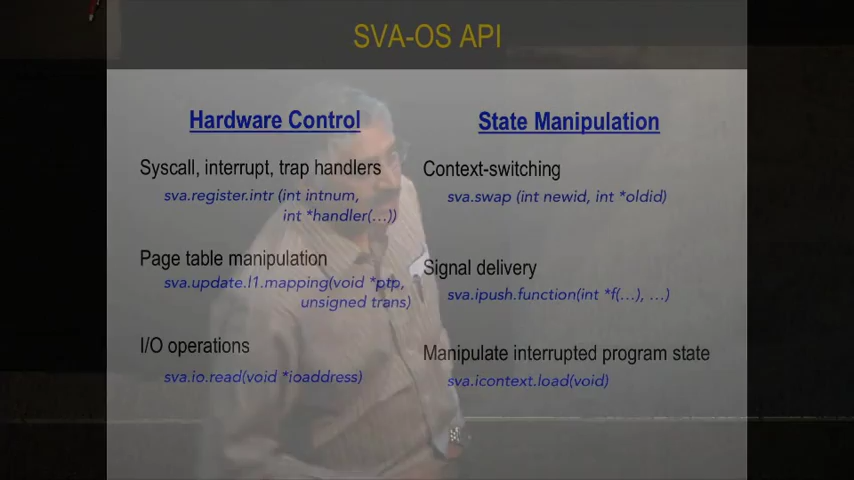 SVA-OS API
Hardware Control
Syscall, interrupt, trap handlers
sva.register.intr (int intnum,
int *handler(…))
Page table manipulation
sva.update.l1.mapping(void *ptp,
unsigned trans)
I/O operations
sva.io.read(void *ioaddress)
State Manipulation
Context-switching
sva.swap (int newid, int *oldid)
Signal delivery
sva.ipush.function(int *f(…), …)
Manipulate interrupted program state
sva.icontext.load(void)